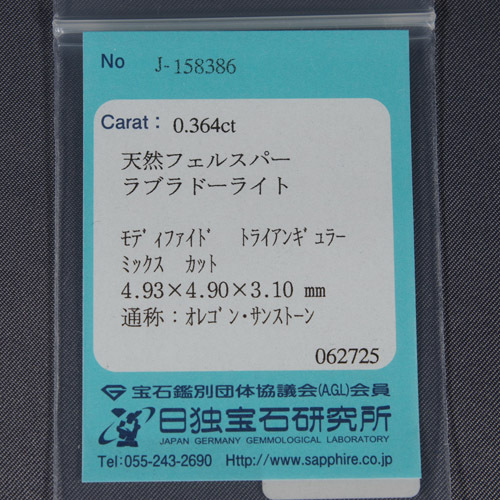 No J-158386
Carat: 0.364ct
天然フェルスパー
ラブラドーライト
ﾓﾃﾞｨﾌｧｲﾄﾞ ﾄﾗｲｱﾝｷﾞｭﾗｰ
ﾐｯｸｽ ｶｯﾄ
4.93×4.90×3.10 mm
通称：ｵﾚｺﾞﾝ･ｻﾝｽﾄｰﾝ
062725
宝石鑑別団体協議会(AGL)会員
日独宝石研究所
JAPAN GERMANY GEMMOLOGICAL LABORATORY
Tel:055-243-2690 Http://www.sapphire.co.jp